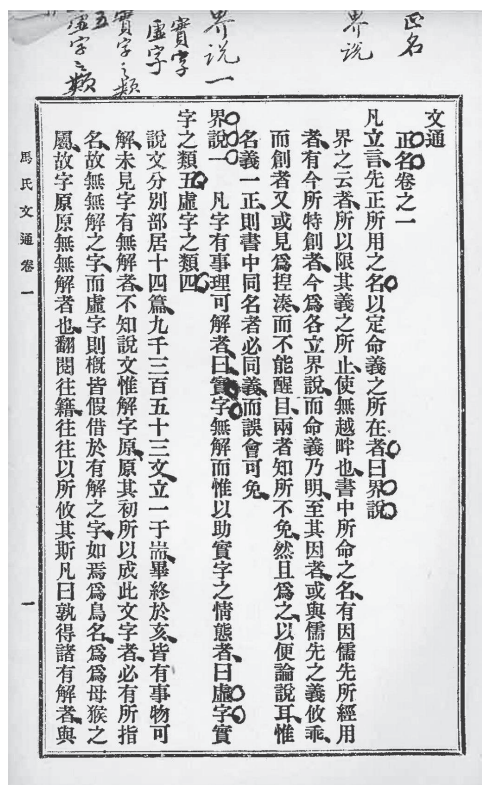 正名
界說
界說一
實字
虛字
實字之類
五
虛字之類
文通
正名卷之一
凡立言、先正所用之名、以定命義之所在者、曰界說
界之云者、所以限其義之所止、使無越畔也、書中所命之名、有因儒先所經用
者、有今所特創者、今爲各立界說、而命義乃明、至其因者、或與儒先之義攸乖、
而創者又或見爲揑湊、而不能醒目、兩者知所不免、然且爲之、以便論說耳、惟
名義一正、則書中同名者必同義、而誤會可免
界說一　凡字有事理可解者、曰實字、無解而惟以助實字之情態者、曰虛字、實
字之類五、虛字之類四、
說文分別部居十四篇、九千三百五十三文、立一于耑、畢終於亥、皆有事物可
解、未見字有無解者、不知說文惟解字原、原其初所以成此文字者、必有所指
名、故無無解之字、而虛字則槪皆假借於有解之字、如焉爲鳥名、爲爲母猴之
屬、故字原原無無解者也、翻閱往籍、往往以所攸其斯凡曰孰得諸有解者、與
馬氏文通卷一
一